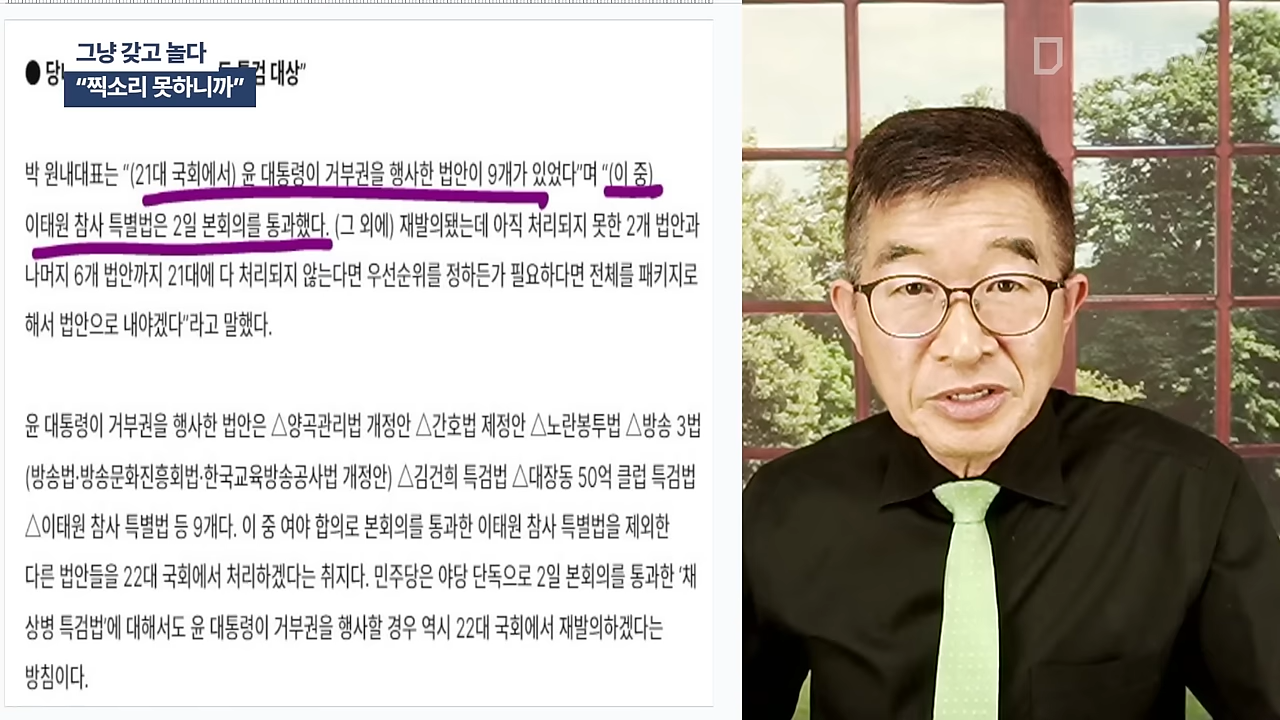 그냥 갖고 놀다
“찍소리 못하니까”
● 당 특검 대상”
박 원내대표는 “(21대 국회에서) 윤 대통령이 거부권을 행사한 법안이 9개가 있었다”며 “(이 중)
이태원 참사 특별법은 2일 본회의를 통과했다. (그 외에) 재발의됐는데 아직 처리되지 못한 2개 법안과
나머지 6개 법안까지 21대에 다 처리되지 않는다면 우선순위를 정하든가 필요하다면 전체를 패키지로
해서 법안으로 내야겠다”라고 말했다.
윤 대통령이 거부권을 행사한 법안은 △양곡관리법 개정안 △간호법 제정안 △노란봉투법 △방송 3법
(방송법·방송문화진흥회법·한국교육방송공사법 개정안) △김건희 특검법 △대장동 50억 클럽 특검법
△이태원 참사 특별법 등 9개다. 이 중 여야 합의로 본회의를 통과한 이태원 참사 특별법을 제외한
다른 법안들을 22대 국회에서 처리하겠다는 취지다. 민주당은 야당 단독으로 2일 본회의를 통과한 ‘채
상병 특검법’에 대해서도 윤 대통령이 거부권을 행사할 경우 역시 22대 국회에서 재발의하겠다는
방침이다.